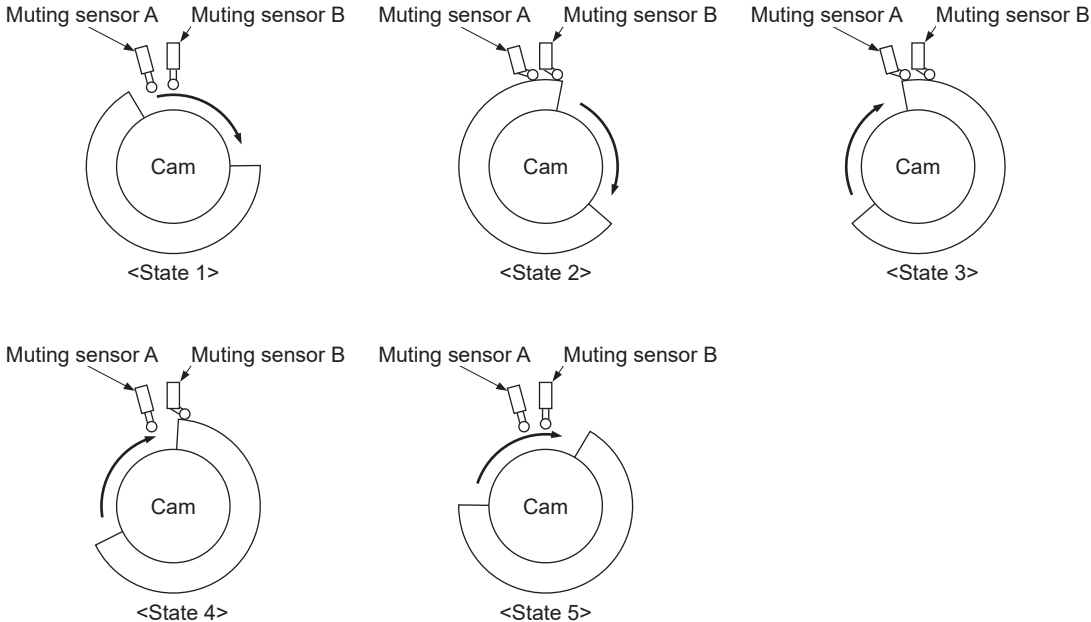 Muting sensor A Muting sensor B
Cam
<State 1>
Muting sensor A Muting sensor B
Cam
<State 2>
Muting sensor A Muting sensor B
Cam
<State 3>
Muting sensor A Muting sensor B
Cam
<State 4>
Muting sensor A Muting sensor B
Cam
<State 5>